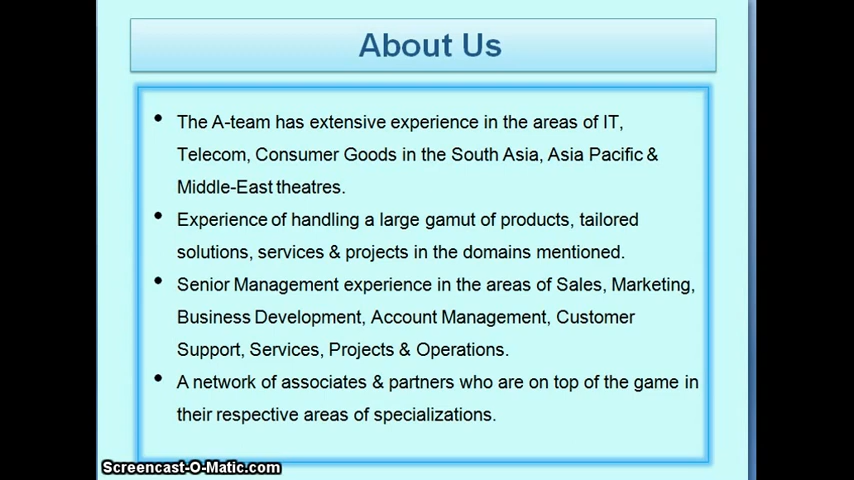 About Us
• The A-team has extensive experience in the areas of IT,
Telecom, Consumer Goods in the South Asia, Asia Pacific &
Middle-East theatres.
• Experience of handling a large gamut of products, tailored
solutions, services & projects in the domains mentioned.
• Senior Management experience in the areas of Sales, Marketing,
Business Development, Account Management, Customer
Support, Services, Projects & Operations.
• A network of associates & partners who are on top of the game in
their respective areas of specializations.
Screencast-O-Matic.com